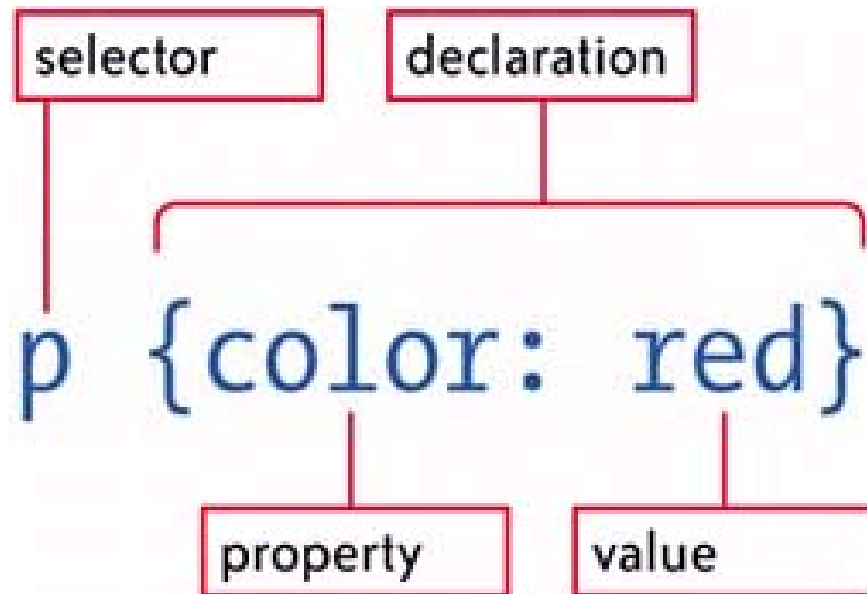 selector declaration
p {color: red}
property value